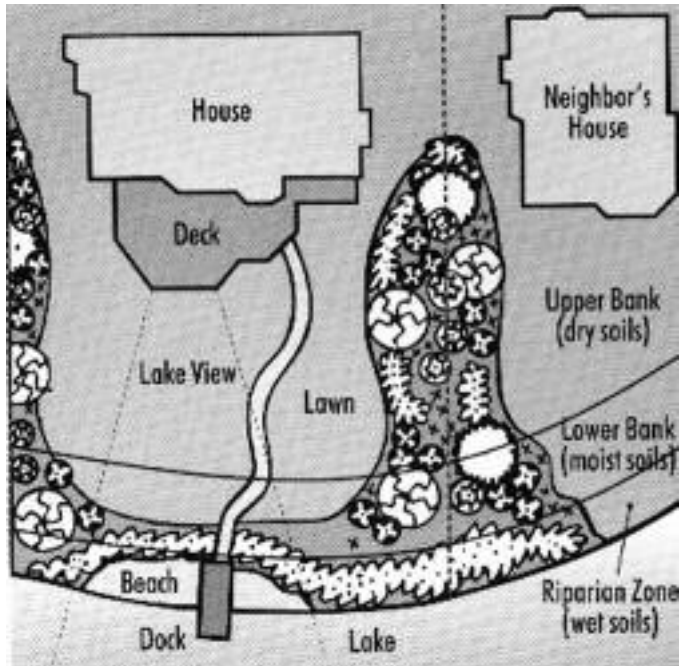 House
Neighbor's
House
Deck
Upper Bank
(dry soils)
Lake View
Lawn
Lower Bank
(moist soils)
Beach
Riparian Zone
(wet soils)
Dock
Lake